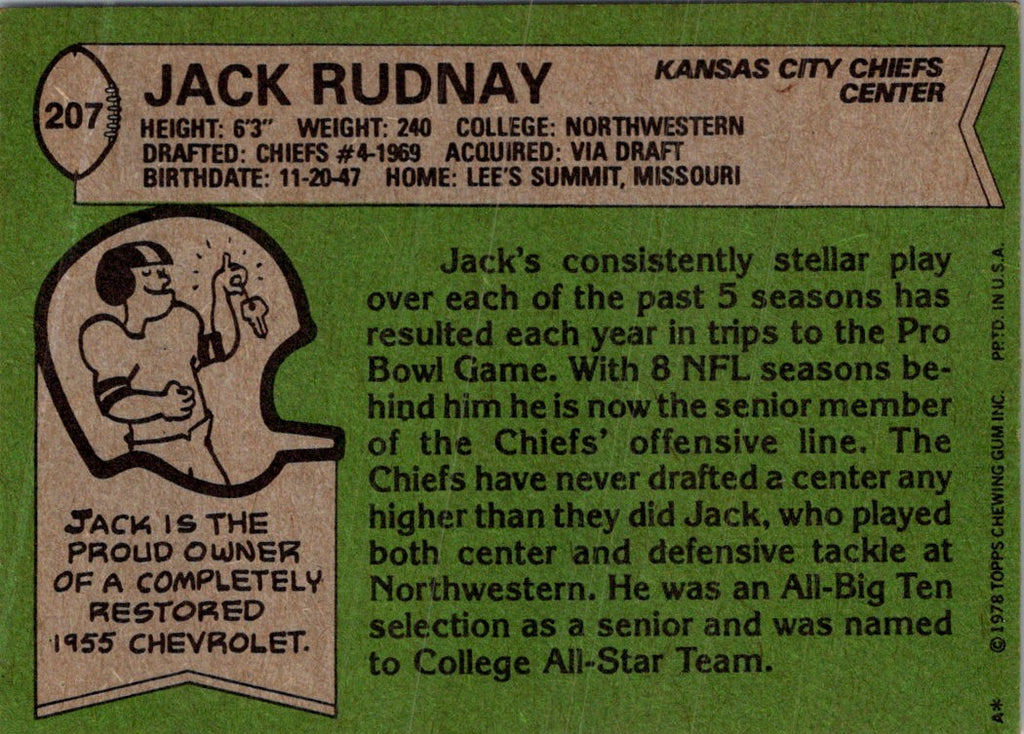 207
JACK RUDNAY
KANSAS CITY CHIEFS
CENTER
HEIGHT: 6'3" WEIGHT: 240 COLLEGE: NORTHWESTERN
DRAFTED: CHIEFS #4-1969 ACQUIRED: VIA DRAFT
BIRTHDATE: 11-20-47 HOME: LEE'S SUMMIT, MISSOURI
JACK IS THE
PROUD OWNER
OF A COMPLETELY
RESTORED
1955 CHEVROLET.
Jack's consistently stellar play
over each of the past 5 seasons has
resulted each year in trips to the Pro
Bowl Game. With 8 NFL seasons be-
hind him he is now the senior member
of the Chiefs' offensive line. The
Chiefs have never drafted a center any
higher than they did Jack, who played
both center and defensive tackle at
Northwestern. He was an All-Big Ten
selection as a senior and was named
to College All-Star Team.
A* © 1978 TOPPS CHEWING GUM INC. PRTD. IN U.S.A.